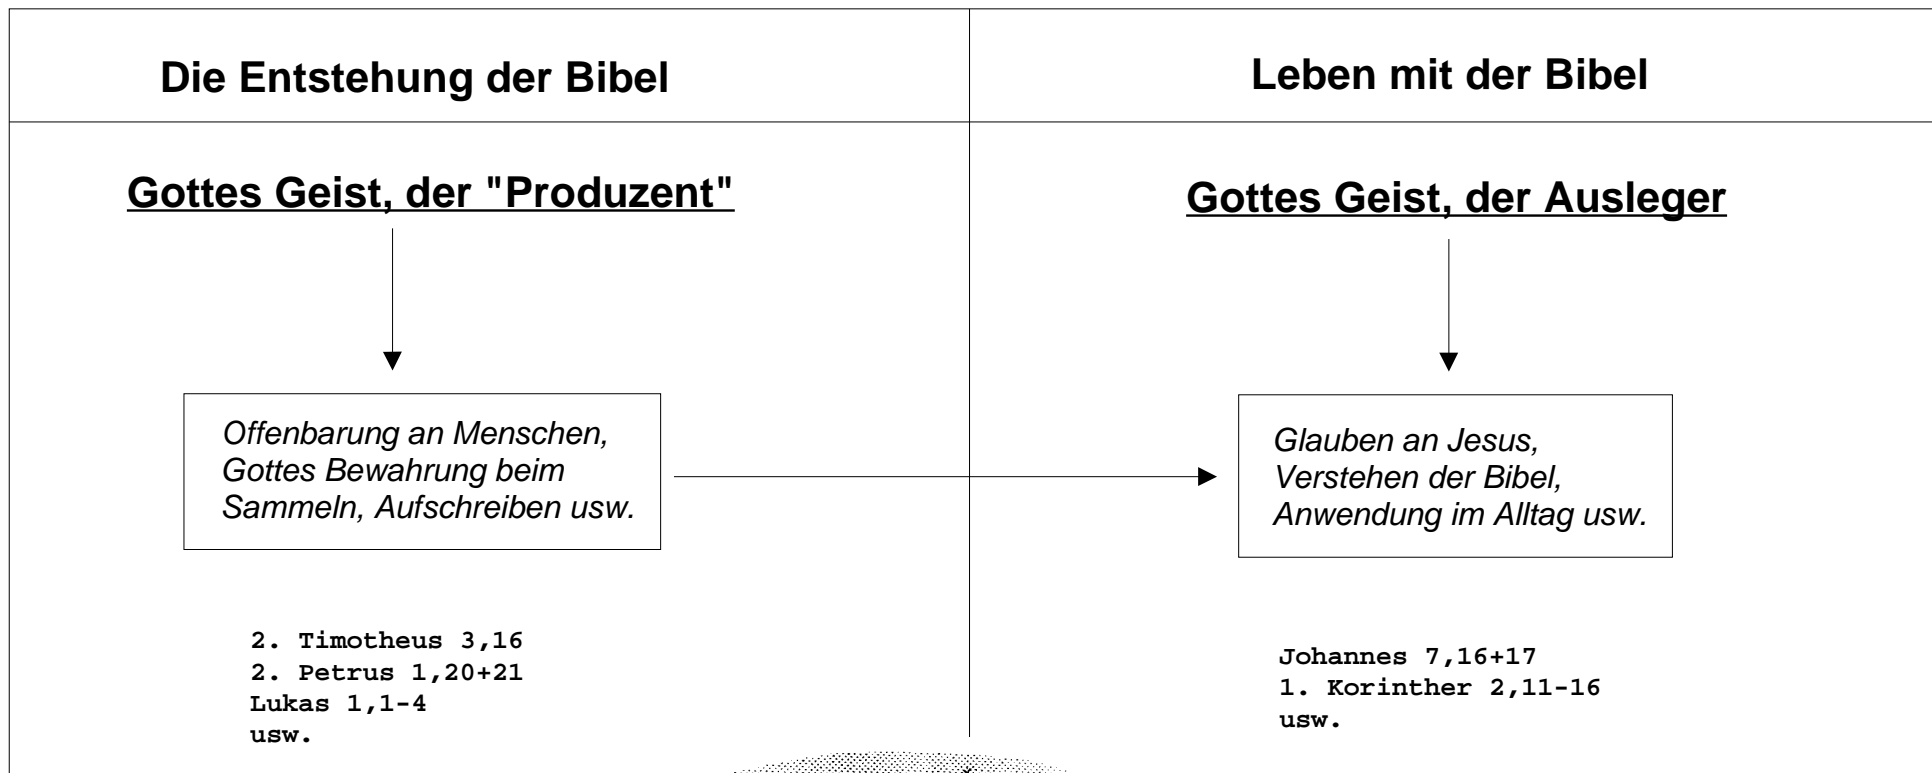 Die Entstehung der Bibel
Gottes Geist, der "Produzent"
Offenbarung an Menschen,
Gottes Bewahrung beim
Sammeln, Aufschreiben usw.
2. Timotheus 3,16
2. Petrus 1,20+21
Lukas 1,1-4
usw.
Leben mit der Bibel
Gottes Geist, der Ausleger
Glauben an Jesus,
Verstehen der Bibel,
Anwendung im Alltag usw.
Johannes 7,16+17
1. Korinther 2,11-16
usw.